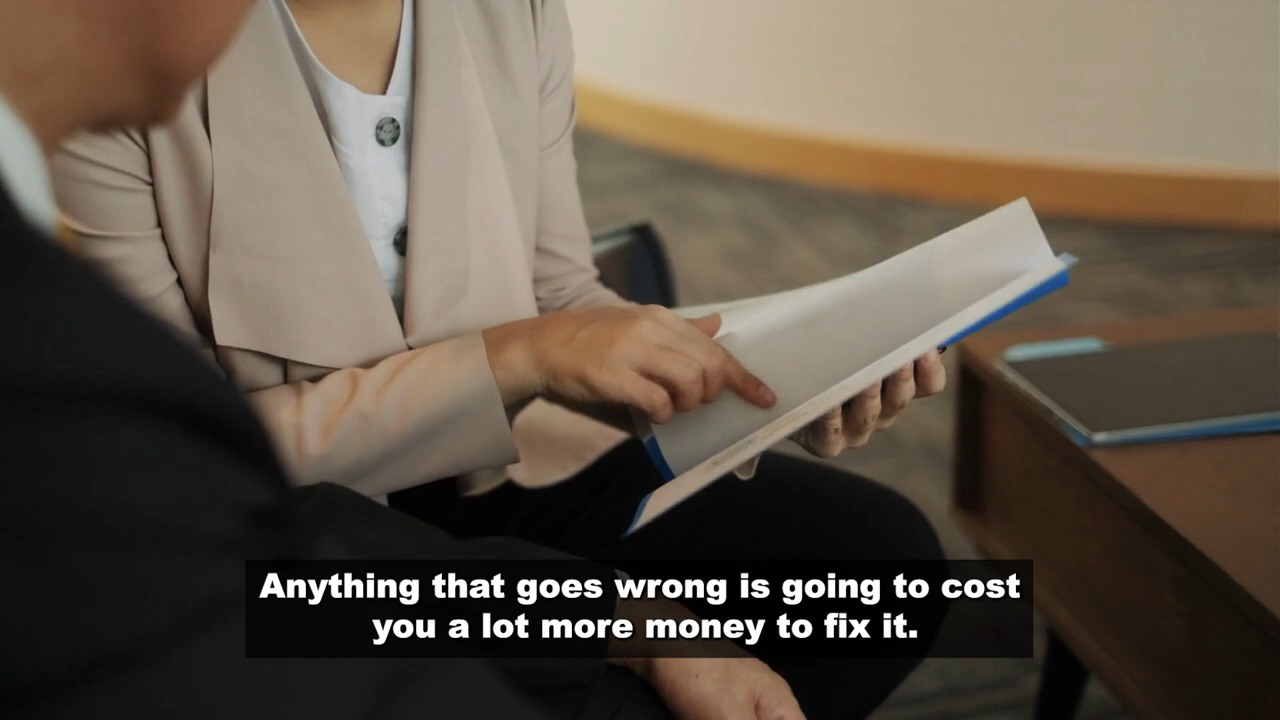 Anything that goes wrong is going to cost
you a lot more money to fix it.